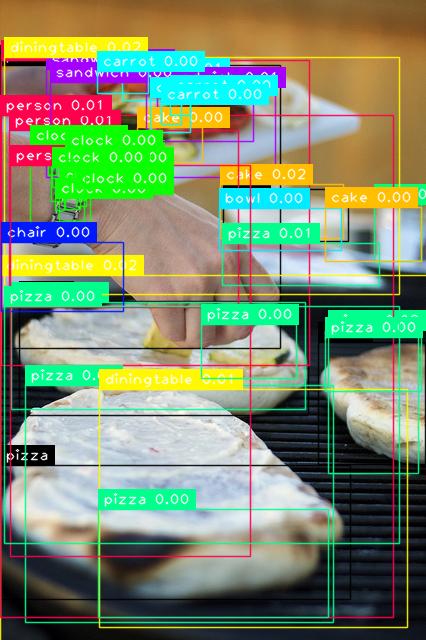 diningtable 0.02
carrot 0.00
sandwich 0.00
carrot 0.00
person 0.01
person 0.01
cake 0.00
clock 0.00
clock 0.00
clock 0.00
cake 0.02
bowl 0.00
cake 0.00
chair 0.00
pizza 0.01
diningtable 0.02
pizza 0.00
pizza 0.00
pizza 0.00
pizza 0.0
diningtable 0.01
pizza
pizza 0.00